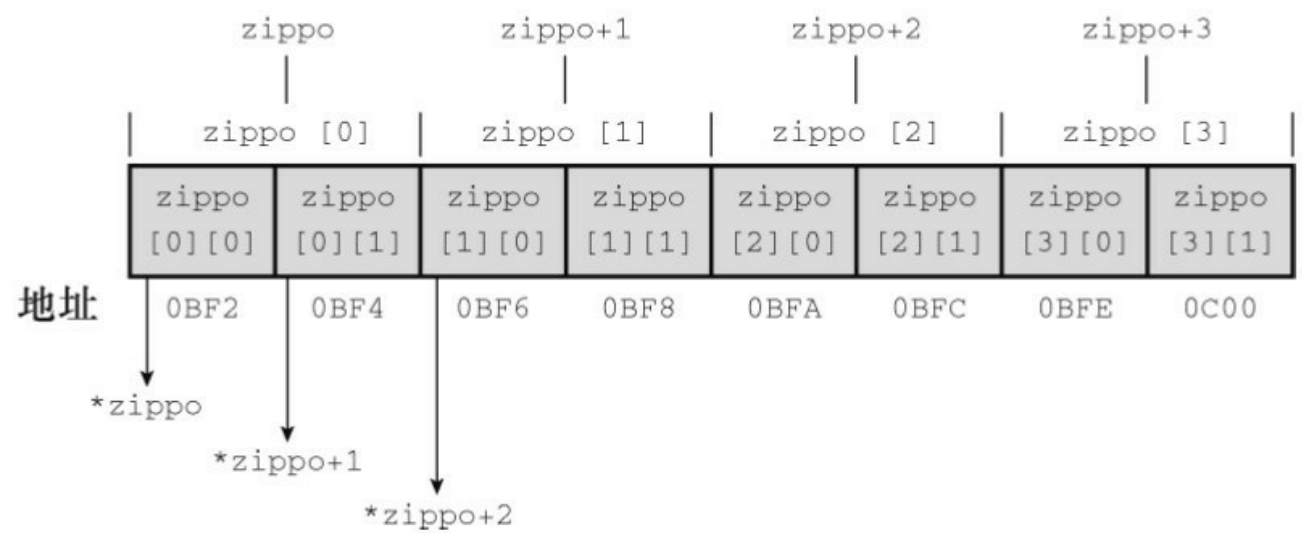 zippo zippo+1 zippo+2 zippo+3
zippo [0] zippo [1] zippo [2] zippo [3]
zippo zippo zippo zippo zippo zippo zippo zippo
[0][0] [0][1] [1][0] [1][1] [2][0] [2][1] [3][0] [3][1]
地址 0BF2 0BF4 0BF6 0BF8 0BFA 0BFC 0BFE 0C00
*zippo
*zippo+1
*zippo+2